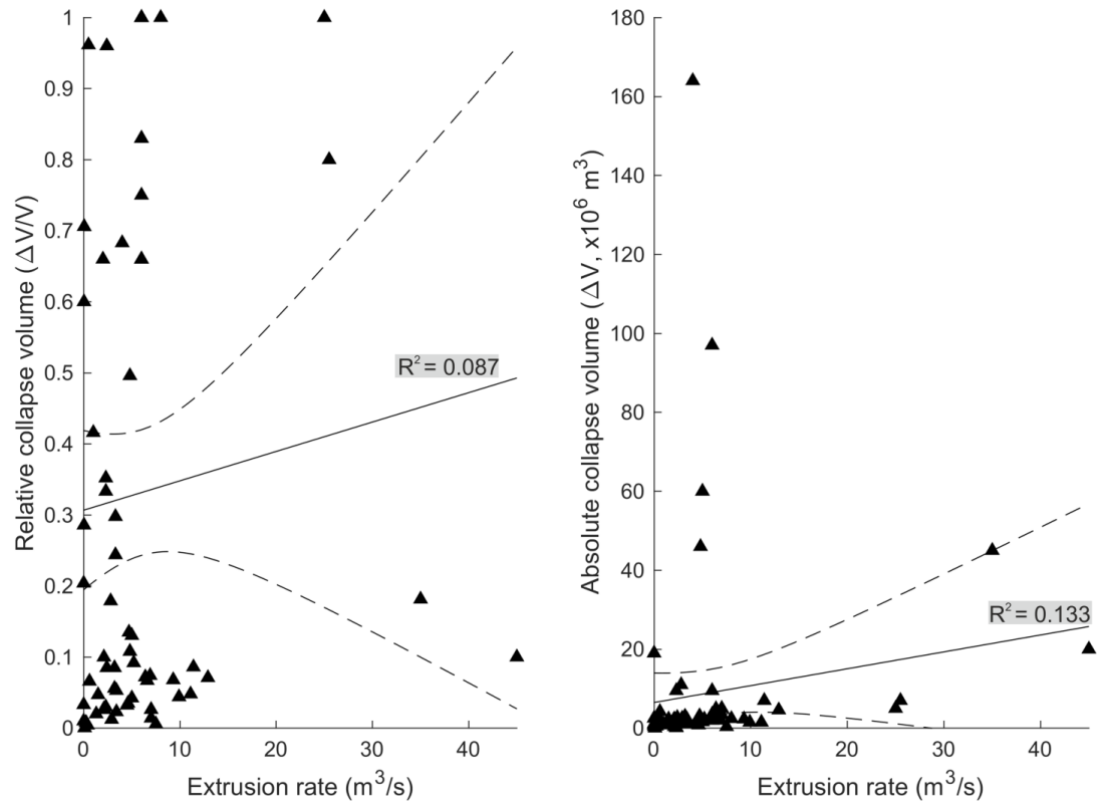 Relative collapse volume (ΔV/V)
1
0.9
0.8
0.7
0.6
0.5
0.4
0.3
0.2
0.1
0
R² = 0.087
0 10 20 30 40
Extrusion rate (m³/s)
Absolute collapse volume (ΔV, x10⁶ m³)
180
160
140
120
100
80
60
40
20
0
R² = 0.133
0 10 20 30 40
Extrusion rate (m³/s)